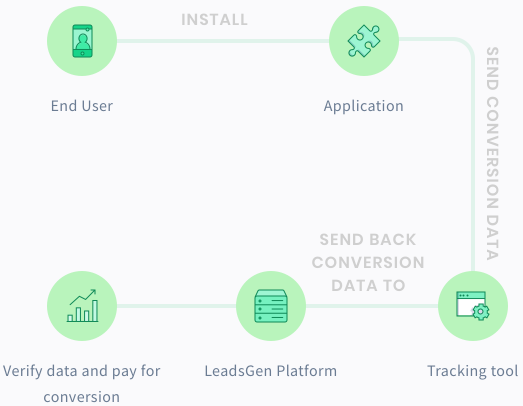 INSTALL
End User
Application
SEND CONVERSION DATA
SEND BACK
CONVERSION
DATA TO
Verify data and pay for
conversion
LeadsGen Platform
Tracking tool